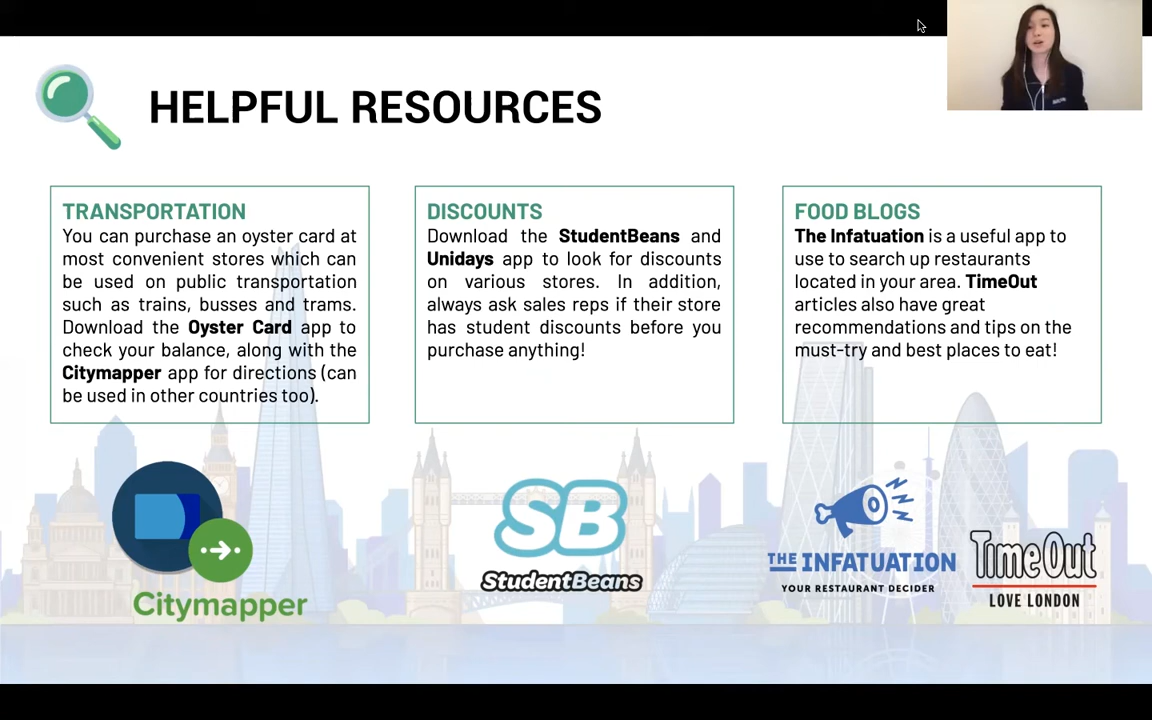 HELPFUL RESOURCES
TRANSPORTATION
You can purchase an oyster card at
most convenient stores which can
be used on public transportation
such as trains, busses and trams.
Download the Oyster Card app to
check your balance, along with the
Citymapper app for directions (can
be used in other countries too).
DISCOUNTS
Download the StudentBeans and
Unidays app to look for discounts
on various stores. In addition,
always ask sales reps if their store
has student discounts before you
purchase anything!
FOOD BLOGS
The Infatuation is a useful app to
use to search up restaurants
located in your area. TimeOut
articles also have great
recommendations and tips on the
must-try and best places to eat!
Citymapper
SB
StudentBeans
THE INFATUATION
YOUR RESTAURANT DECIDER
TimeOut
LOVE LONDON